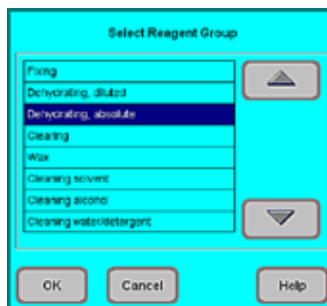 Select Reagent Group
Fixing
Dehydrating, diluted
Dehydrating, absolute
Clearing
Wax
Cleaning solvent
Cleaning alcohol
Cleaning water/detergent
OK
Cancel
Help